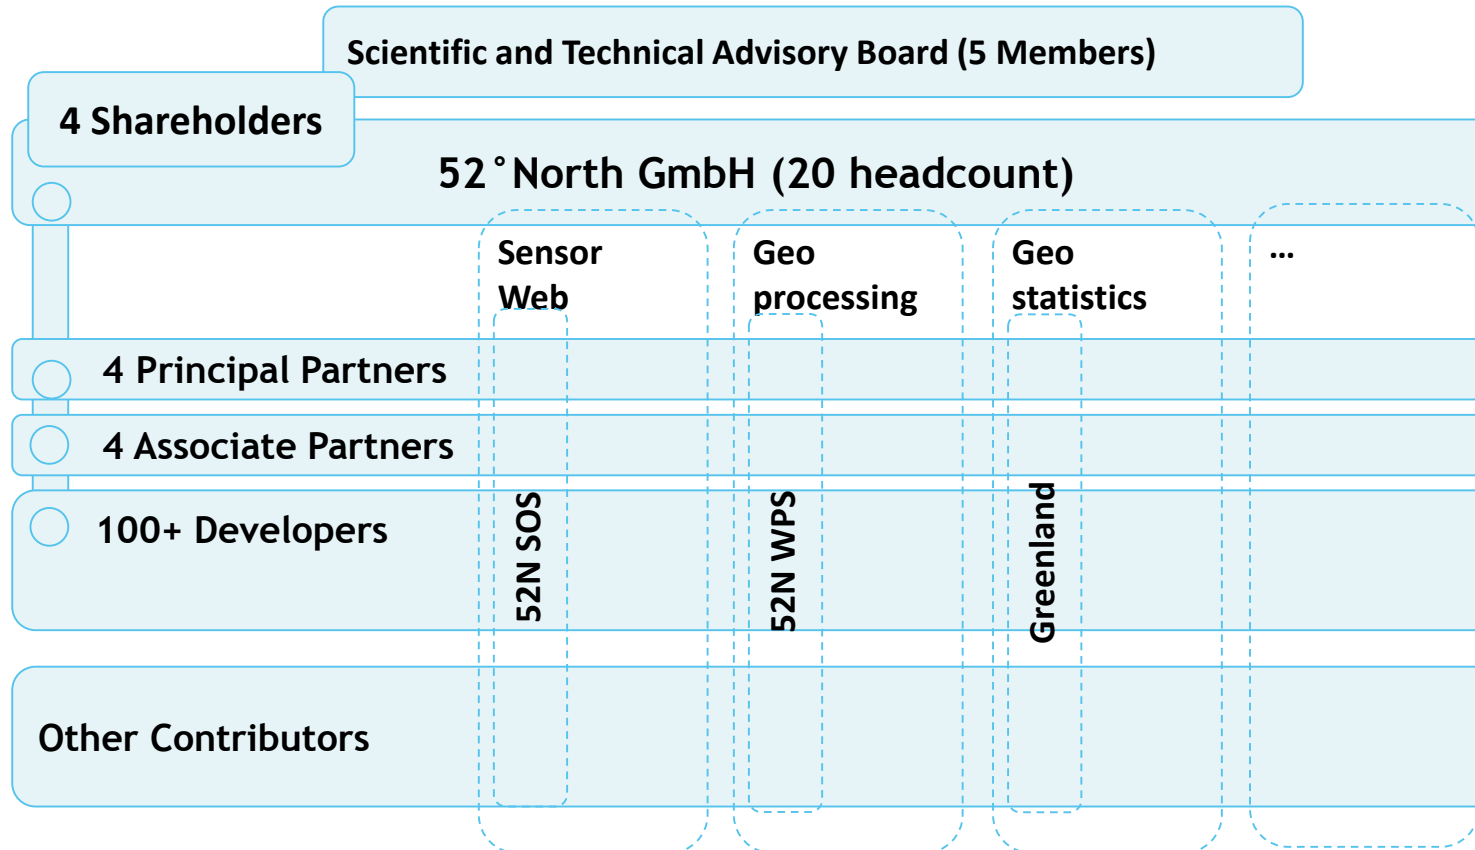 Scientific and Technical Advisory Board (5 Members)
4 Shareholders
52°North GmbH (20 headcount)
Sensor
Web
Geo
processing
Geo
statistics
...
4 Principal Partners
4 Associate Partners
100+ Developers
52N SOS
52N WPS
Greenland
Other Contributors